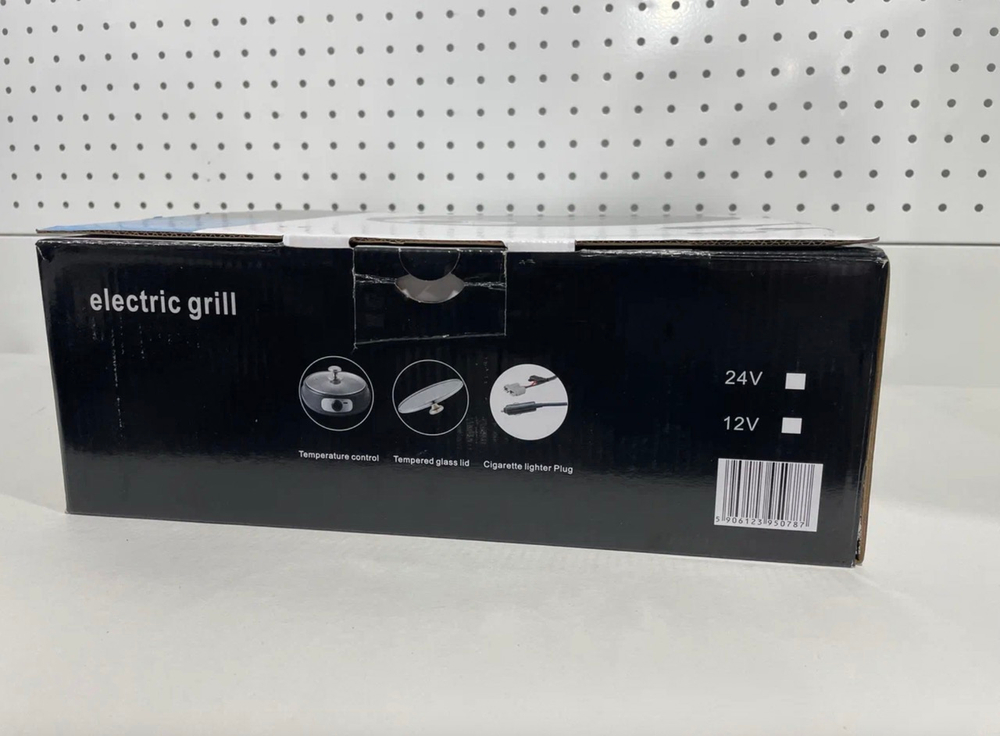 electric grill
Temperature control
Tempered glass lid
Cigarette lighter Plug
24V
12V
5 906123 950787